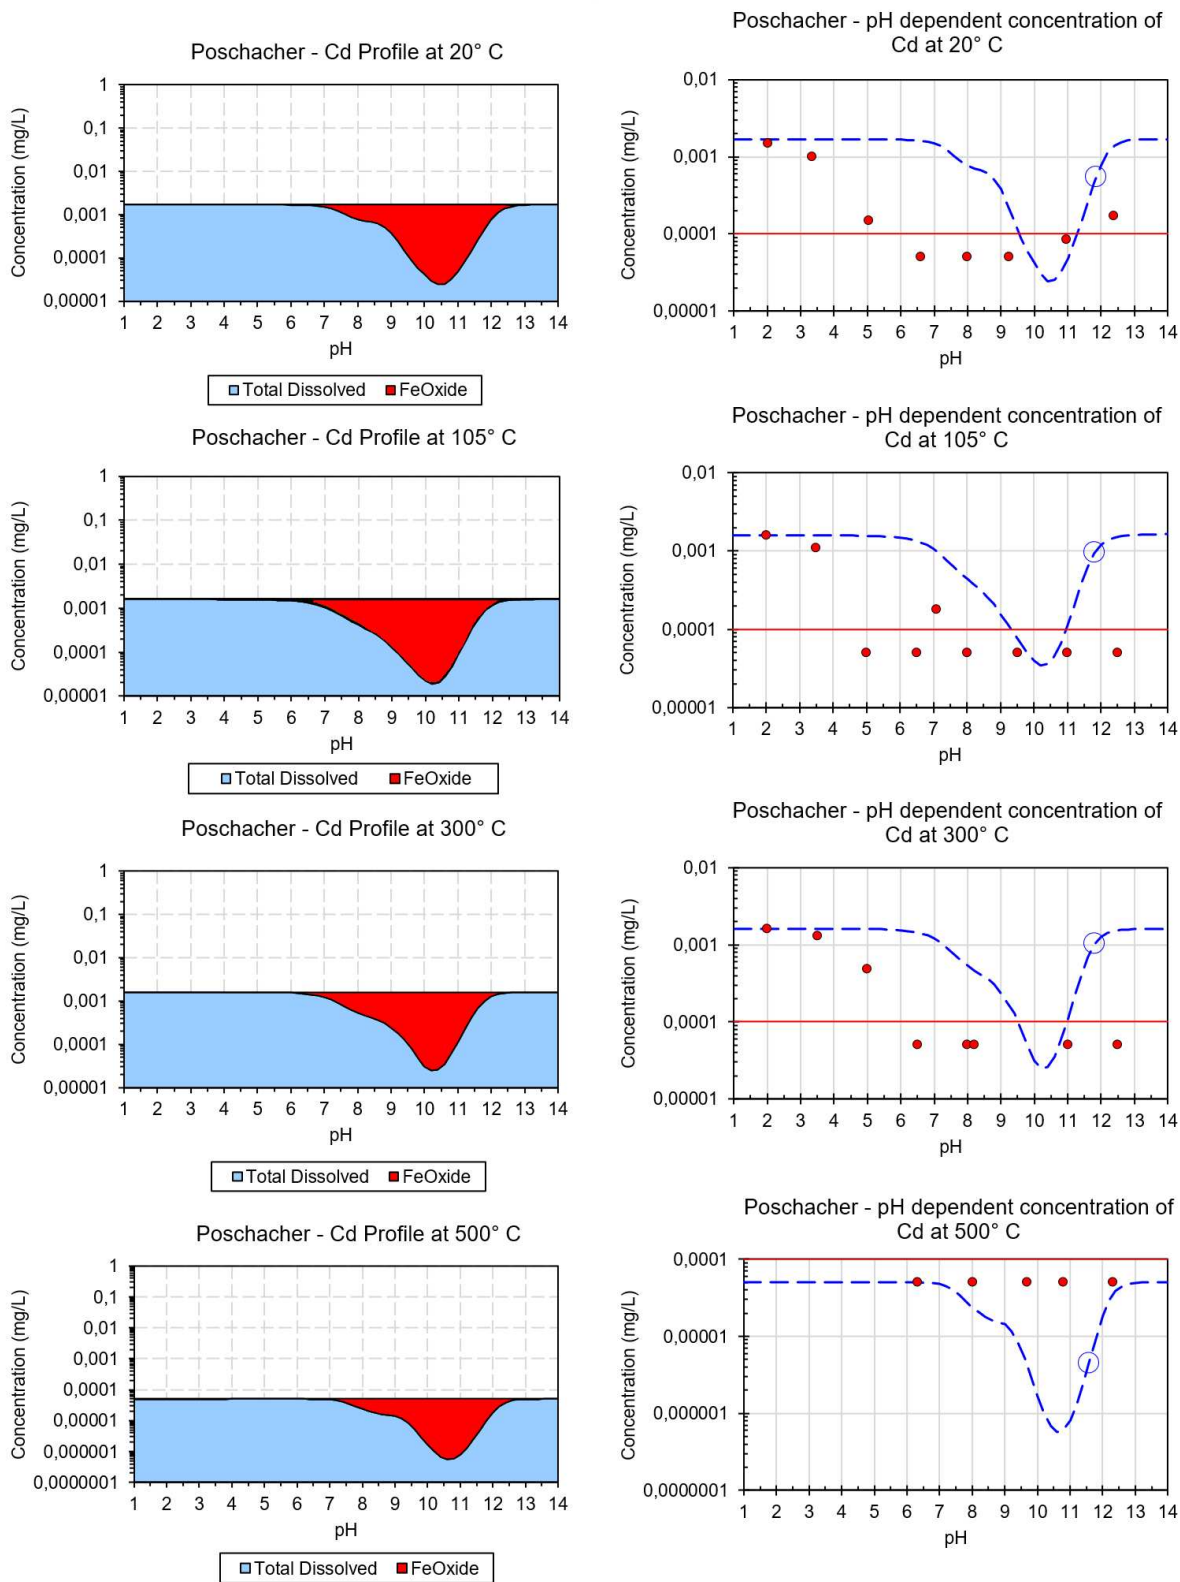 Poschacher - Cd Profile at 20° C
Concentration (mg/L)
1
0,1
0,01
0,001
0,0001
0,00001
1 2 3 4 5 6 7 8 9 10 11 12 13 14
pH
Total Dissolved FeOxide
Poschacher - pH dependent concentration of
Cd at 20° C
Concentration (mg/L)
0,01
0,001
0,0001
0,00001
1 2 3 4 5 6 7 8 9 10 11 12 13 14
pH
Poschacher - Cd Profile at 105° C
Concentration (mg/L)
1
0,1
0,01
0,001
0,0001
0,00001
1 2 3 4 5 6 7 8 9 10 11 12 13 14
pH
Total Dissolved FeOxide
Poschacher - pH dependent concentration of
Cd at 105° C
Concentration (mg/L)
0,01
0,001
0,0001
0,00001
1 2 3 4 5 6 7 8 9 10 11 12 13 14
pH
Poschacher - Cd Profile at 300° C
Concentration (mg/L)
1
0,1
0,01
0,001
0,0001
0,00001
1 2 3 4 5 6 7 8 9 10 11 12 13 14
pH
Total Dissolved FeOxide
Poschacher - pH dependent concentration of
Cd at 300° C
Concentration (mg/L)
0,01
0,001
0,0001
0,00001
1 2 3 4 5 6 7 8 9 10 11 12 13 14
pH
Poschacher - Cd Profile at 500° C
Concentration (mg/L)
1
0,1
0,01
0,001
0,0001
0,00001
0,000001
0,0000001
1 2 3 4 5 6 7 8 9 10 11 12 13 14
pH
Total Dissolved FeOxide
Poschacher - pH dependent concentration of
Cd at 500° C
Concentration (mg/L)
0,0001
0,00001
0,000001
0,0000001
1 2 3 4 5 6 7 8 9 10 11 12 13 14
pH